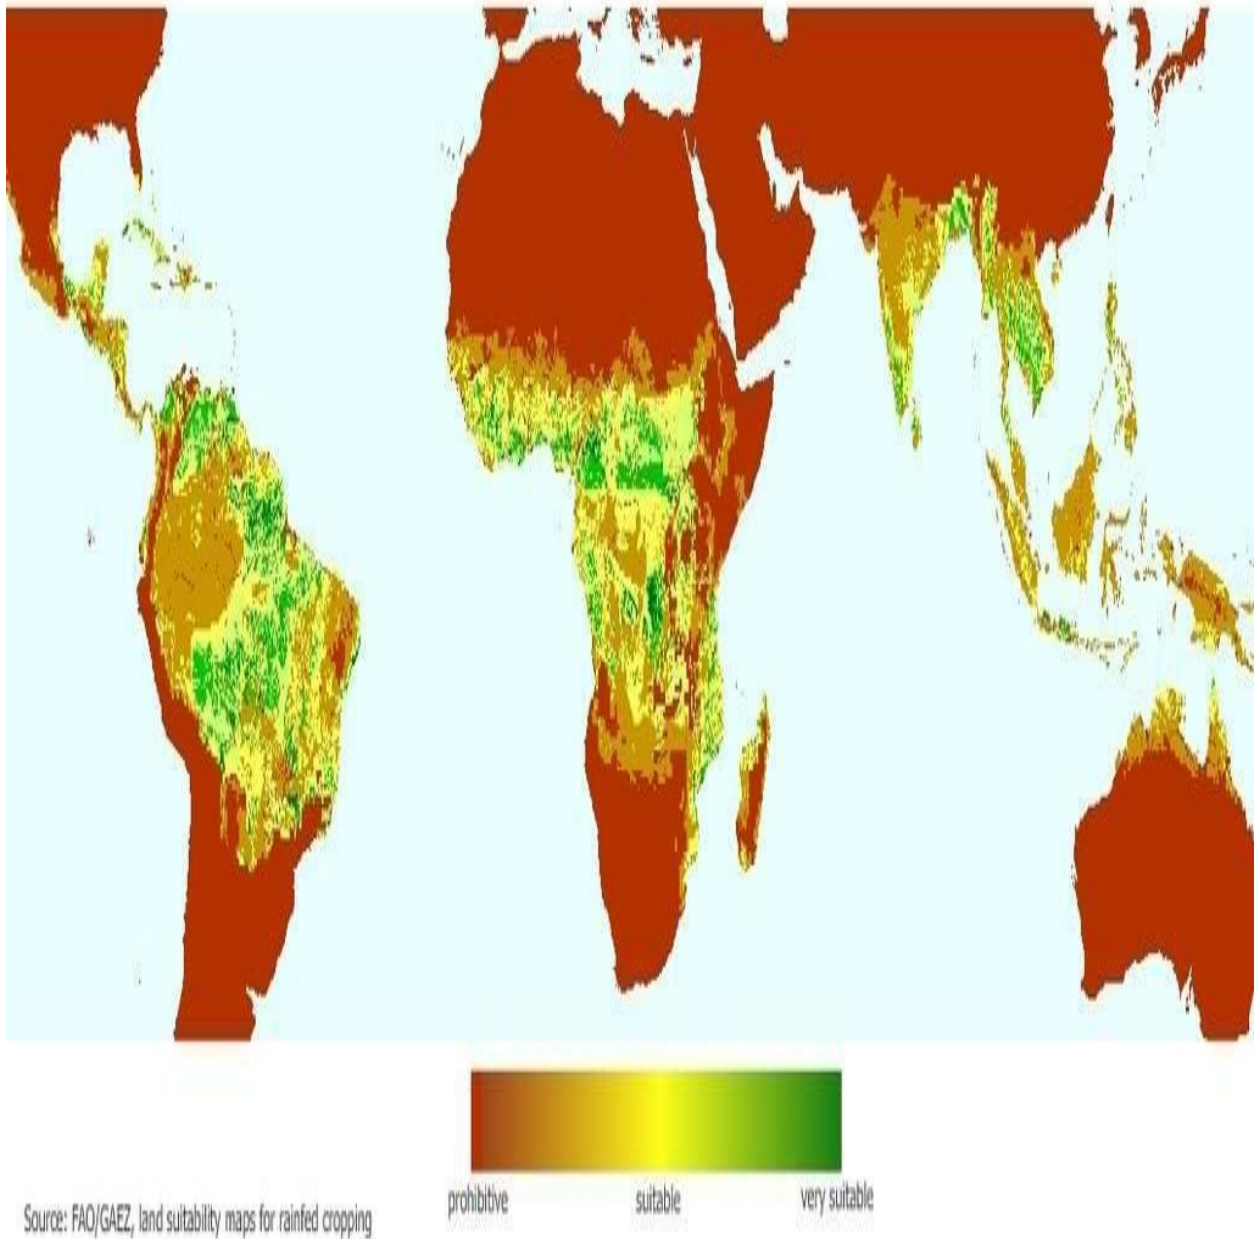 prohibitive
suitable
very suitable
Source: FAO/GAEZ, land suitability maps for rainfed cropping